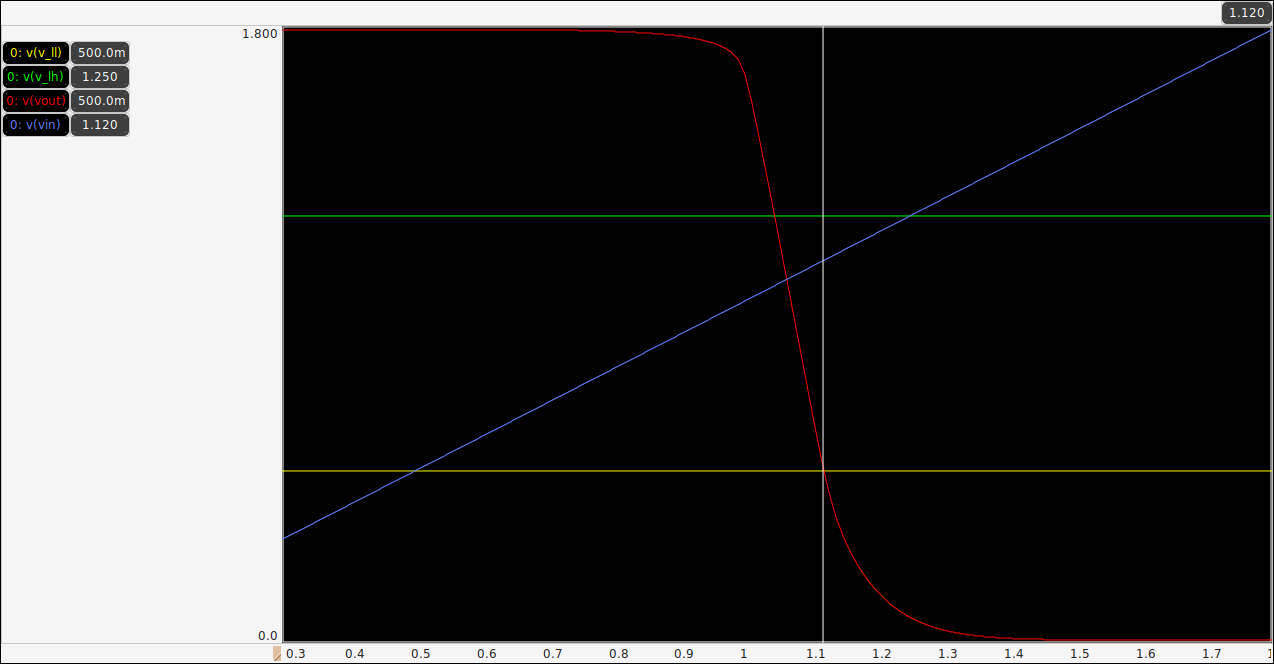 1.120
1.800
0: v(v_ll) 500.0m
0: v(v_lh) 1.250
0: v(vout) 500.0m
0: v(vin) 1.120
0.0
0.3 0.4 0.5 0.6 0.7 0.8 0.9 1 1.1 1.2 1.3 1.4 1.5 1.6 1.7